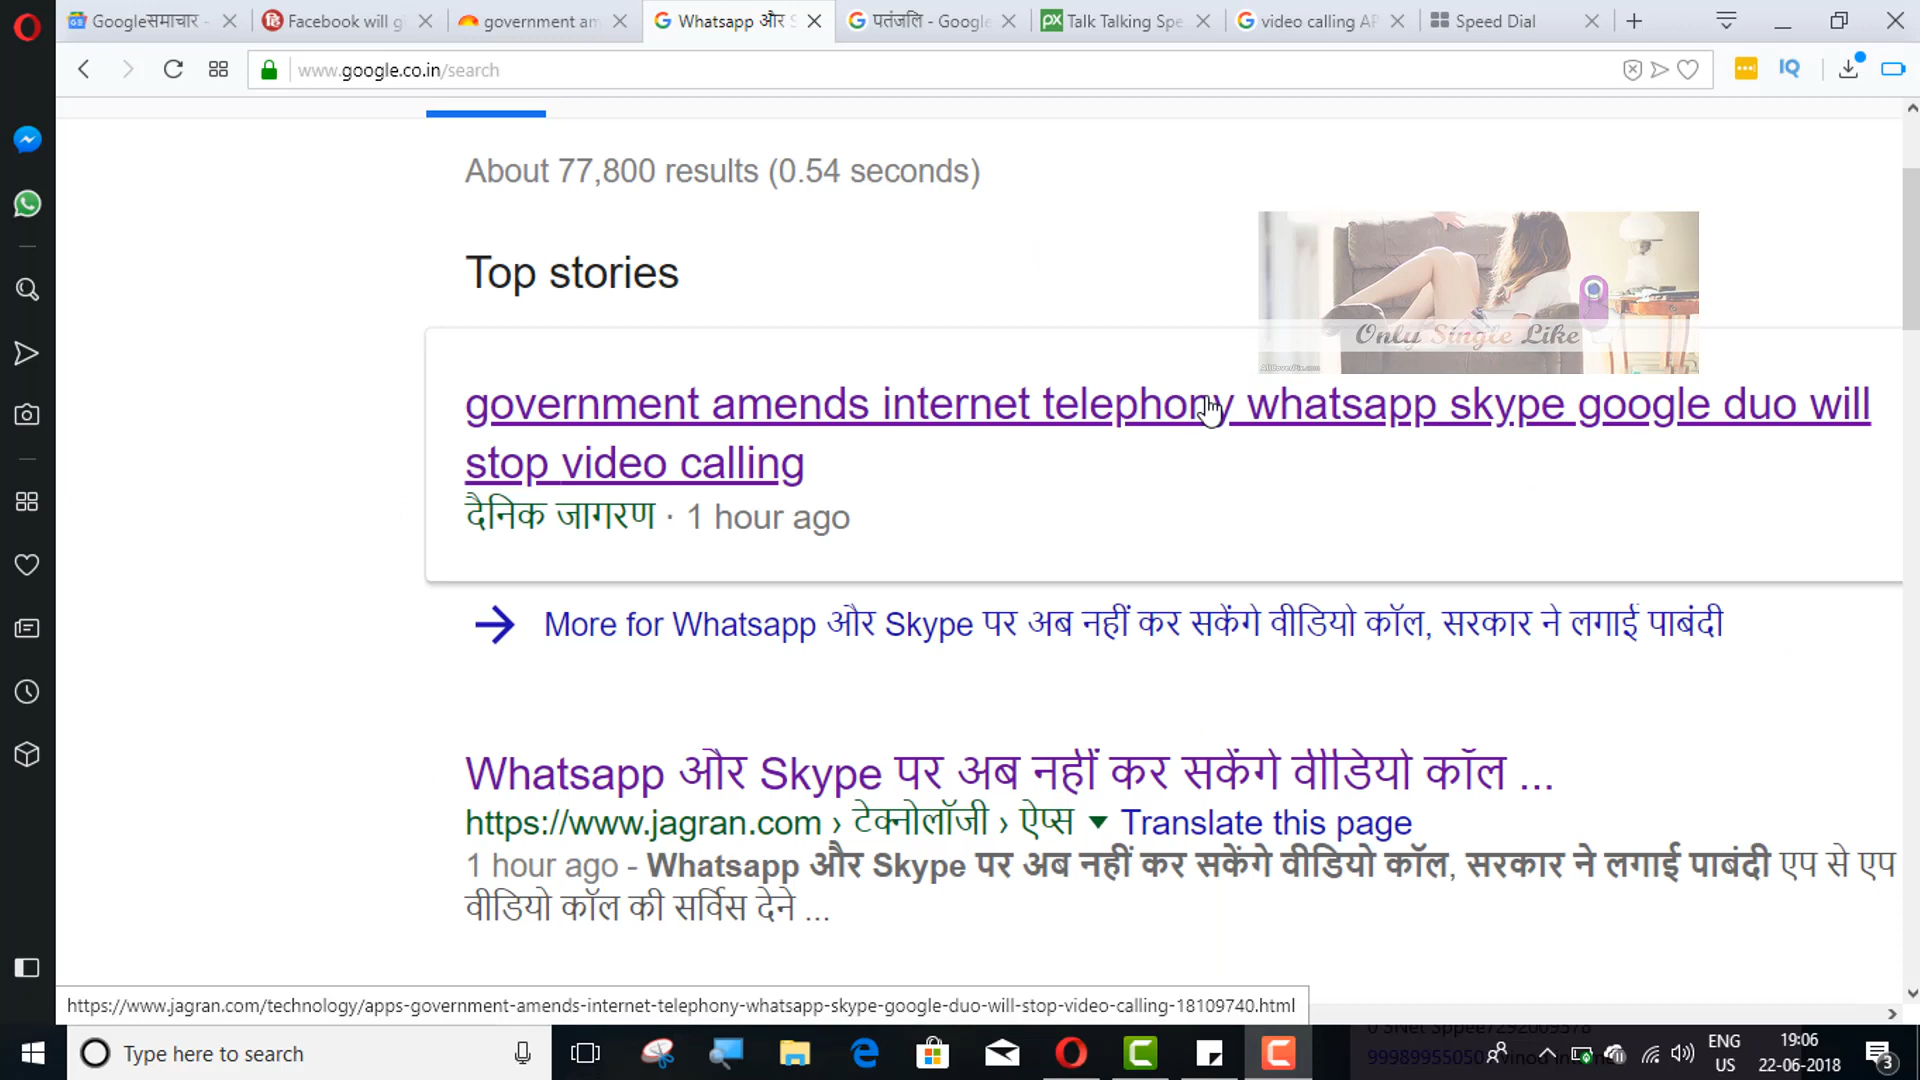 Googleसमाचार -
Facebook will g
government am
Whatsapp और S
पतंजलि - Google
Talk Talking Spe
video calling AP
Speed Dial
www.google.co.in/search
IQ
About 77,800 results (0.54 seconds)
Top stories
Only Single Like
government amends internet telephony whatsapp skype google duo will
stop video calling
दैनिक जागरण · 1 hour ago
More for Whatsapp और Skype पर अब नहीं कर सकेंगे वीडियो कॉल, सरकार ने लगाई पाबंदी
Whatsapp और Skype पर अब नहीं कर सकेंगे वीडियो कॉल ...
https://www.jagran.com › टेक्नोलॉजी › ऐप्स Translate this page
1 hour ago - Whatsapp और Skype पर अब नहीं कर सकेंगे वीडियो कॉल, सरकार ने लगाई पाबंदी एप से एप
वीडियो कॉल की सर्विस देने ...
https://www.jagran.com/technology/apps-government-amends-internet-telephony-whatsapp-skype-google-duo-will-stop-video-calling-18109740.html
Type here to search
ENG
US
19:06
22-06-2018
3